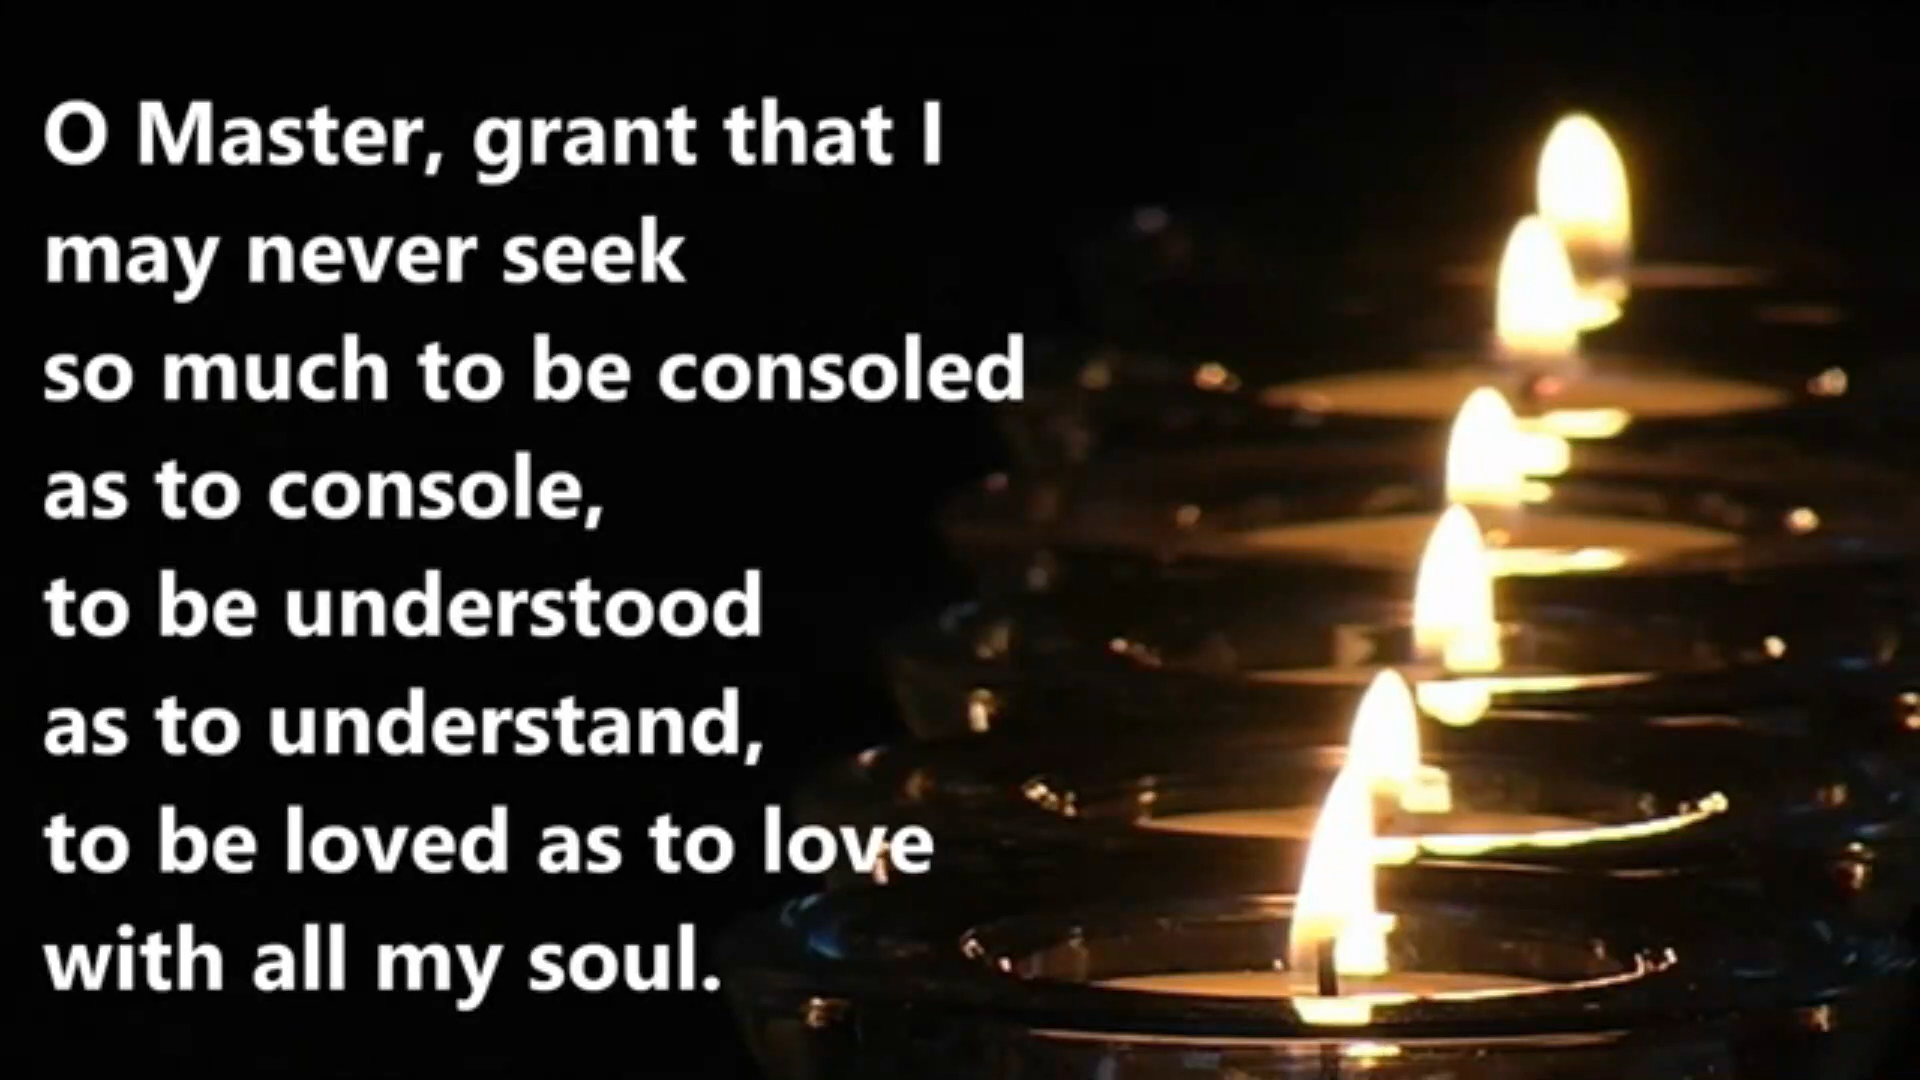 O Master, grant that I
may never seek
so much to be consoled
as to console,
to be understood
as to understand,
to be loved as to love
with all my soul.